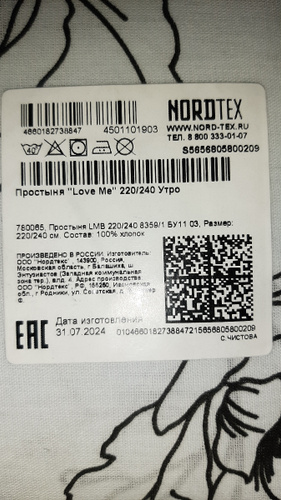 NORDTEX
4660182738847
4501101903
WWW.NORD-TEX.RU
ТЕЛ. 8 800 333-01-07
40
S5656805800209
Простыня "Love Me" 220/240 Утро
780065, Простыня LMB 220/240 8359/1 БУ11 03, Размер:
220/240 см. Состав: 100% хлопок
ПРОИЗВЕДЕНО В РОССИИ. Изготовитель:
ООО "Нордтекс", 143900, Россия,
Московская область, г. Балашиха, ш.
Энтузиастов (Западная коммунальная
зона тер.), влд. 4. Адрес производства:
ООО "Нордтекс", РФ, 155250, Ивановская
обл., г.Родники, ул.
EAC
Дата изготовления
31.07.2024
0104660182738847215656805800209
С.ЧИСТОВА